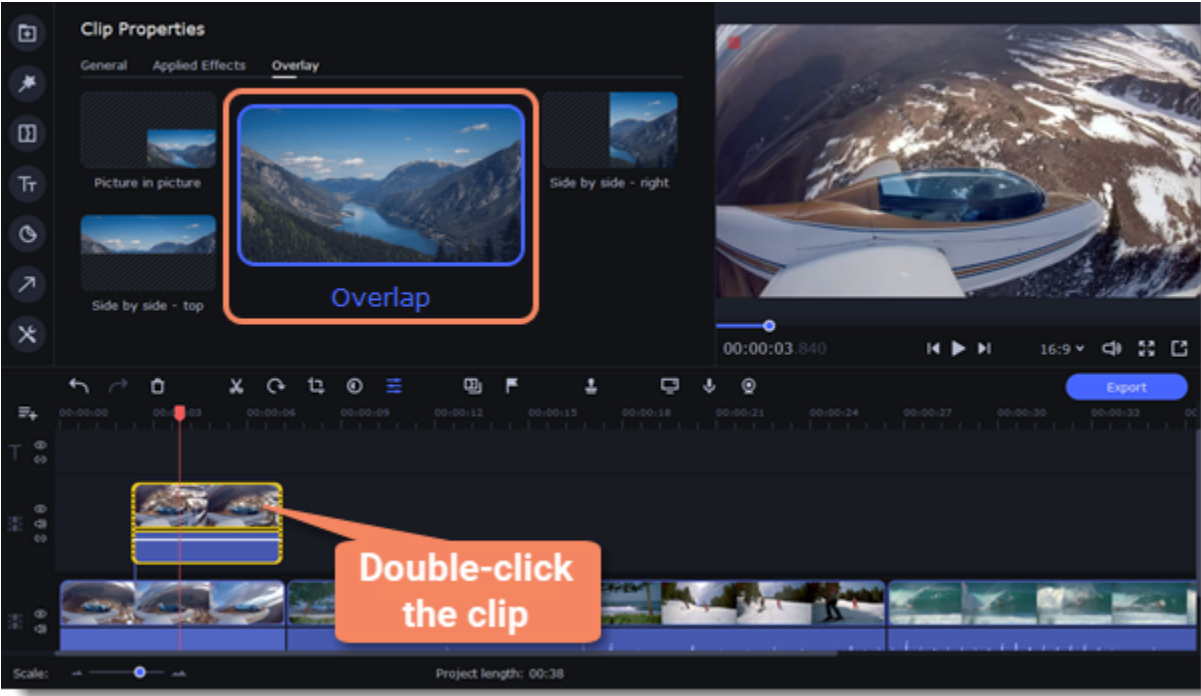 Clip Properties
General Applied Effects Overlay
Picture in picture
Overlap
Side by side - right
Side by side - top
00:00:03.840
16:9
Export
00:00:00 00:00:03 00:00:06 00:00:09 00:00:12 00:00:15 00:00:18 00:00:21 00:00:24 00:00:27 00:00:30 00:00:33
Double-click
the clip
Scale:
Project length: 00:38